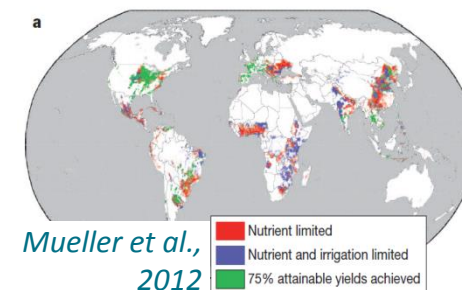 a
Mueller et al.,
2012
Nutrient limited
Nutrient and irrigation limited
75% attainable yields achieved